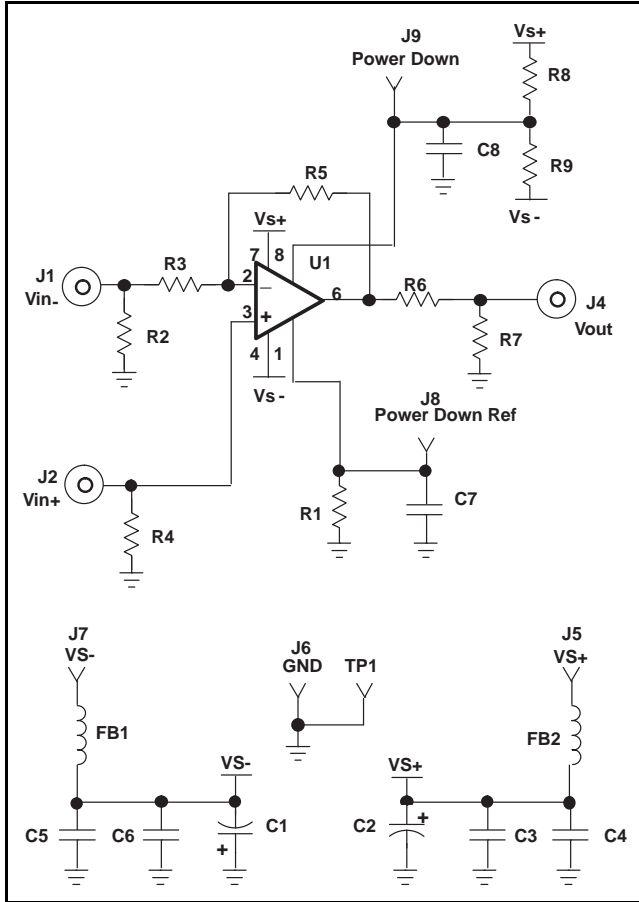 J9
Power Down
Vs+
R8
C8
R9
Vs -
R5
Vs+
7 8
U1
J1
Vin-
R3
2
−
3
+
6
R6
J4
Vout
R2
R7
4 1
Vs -
J8
Power Down Ref
J2
Vin+
R4
R1
C7
J7
VS-
J6
GND
TP1
J5
VS+
FB1
FB2
VS-
VS+
C5
C6
C1
+
C2
+
C3
C4